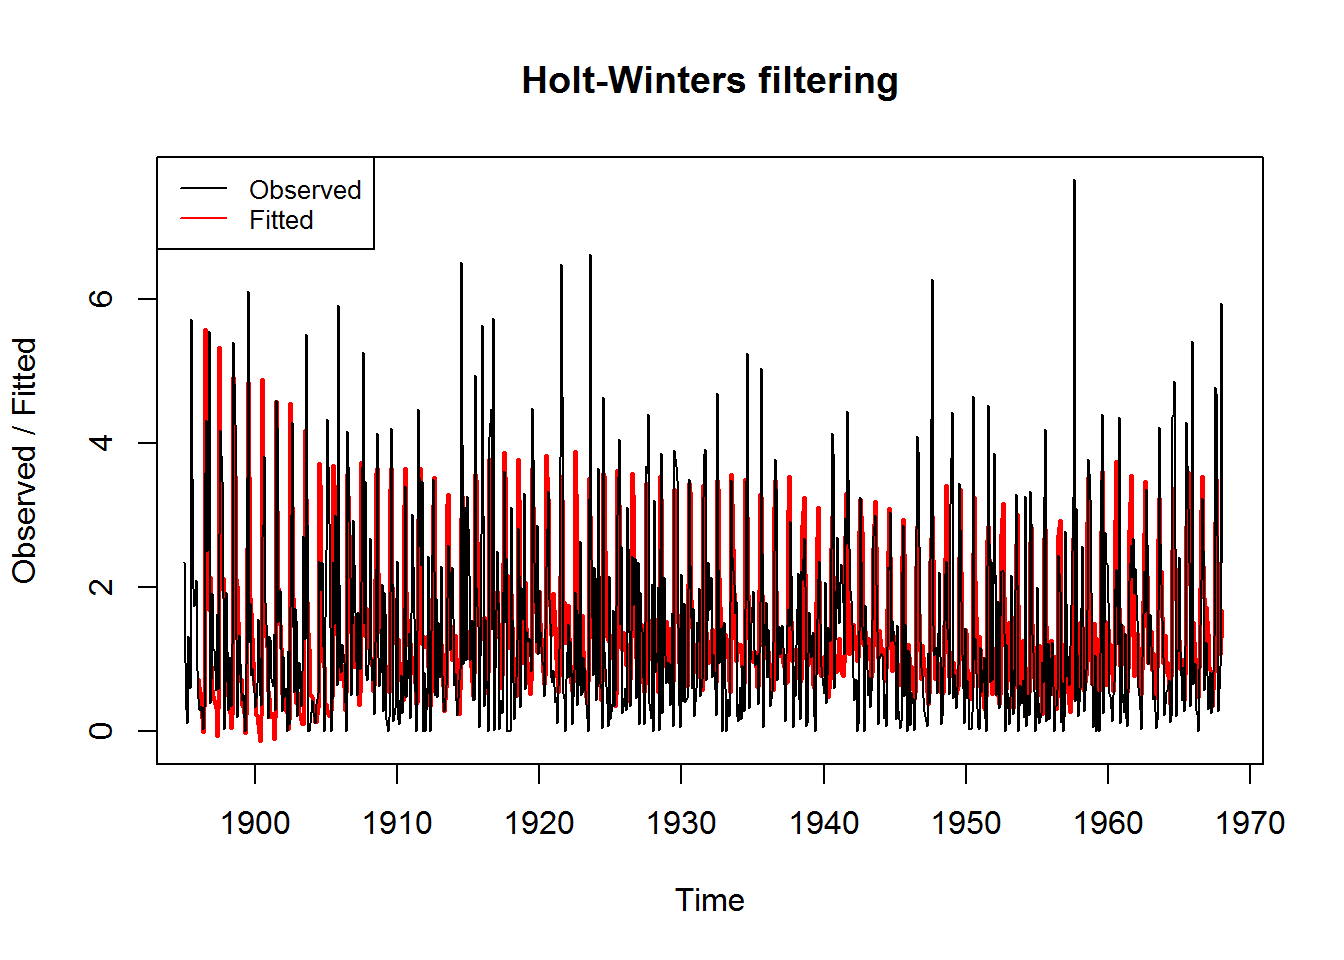 Holt-Winters filtering
Observed
Fitted
Observed / Fitted
6
4
2
0
1900 1910 1920 1930 1940 1950 1960 1970
Time